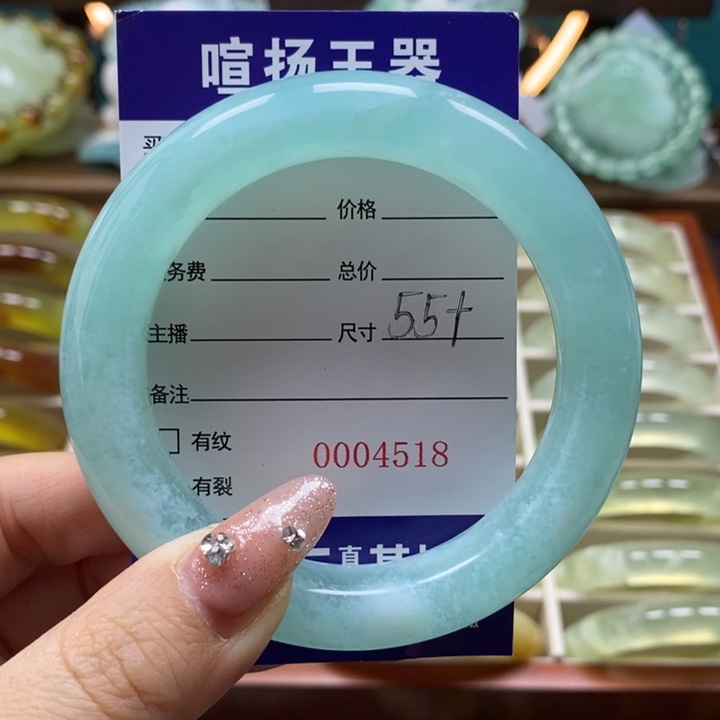 喧扬玉器
价格
务费 总价
主播 尺寸 55+
备注
有纹
0004518
有裂